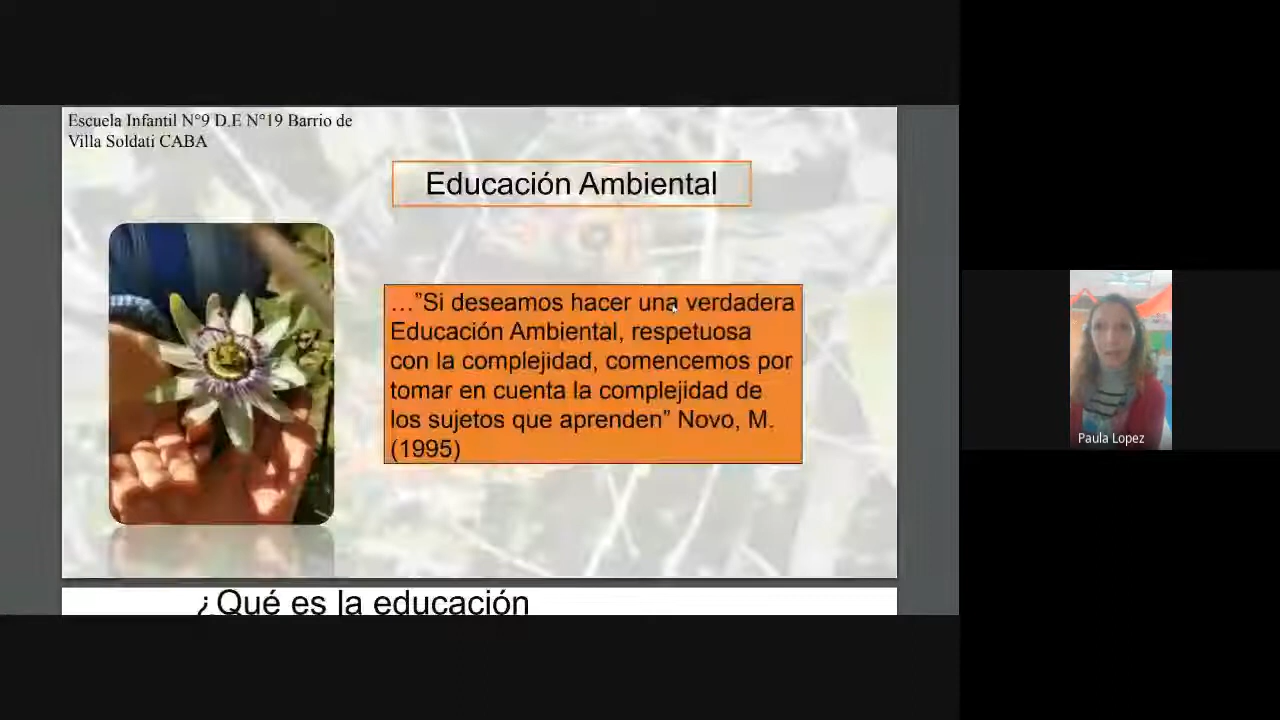 Escuela Infantil N°9 D.E N°19 Barrio de
Villa Soldati CABA
Educación Ambiental
…”Si deseamos hacer una verdadera
Educación Ambiental, respetuosa
con la complejidad, comencemos por
tomar en cuenta la complejidad de
los sujetos que aprenden” Novo, M.
(1995)
¿Qué es la educación
Paula Lopez